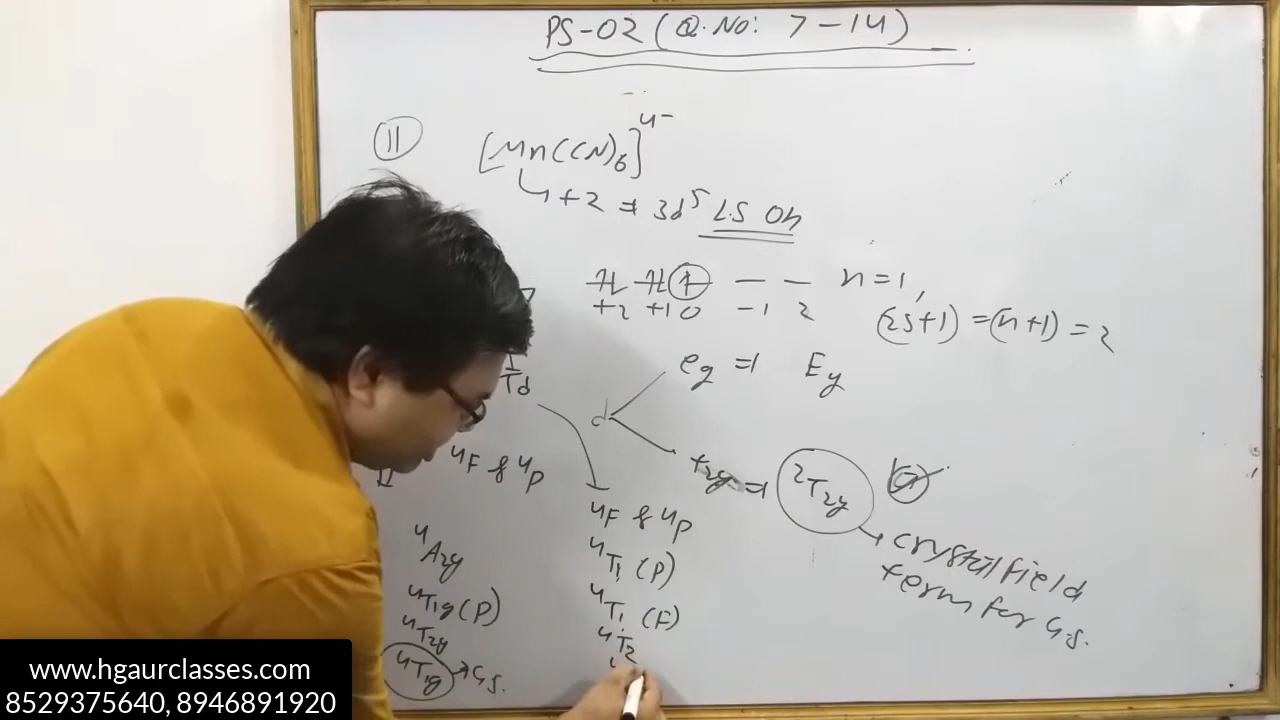 PS-02 (Q.No: 7-14)
11
[Mn(CN)6]4-
+2 ⇒ 3d5 L.S Oh
+2 +1 0 -1 2
n=1,
(2S+1) = (n+1) = 2
eg ⇒ Eg
Td
d
t2g ⇒ 2T2g
crystal field
term for G.S.
4F & 4P
4F & 4P
4A2g
4T1g(P)
4T2g
4T1g → G.S.
4T1 (P)
4T1 (F)
4T2
www.hgaurclasses.com
8529375640, 8946891920